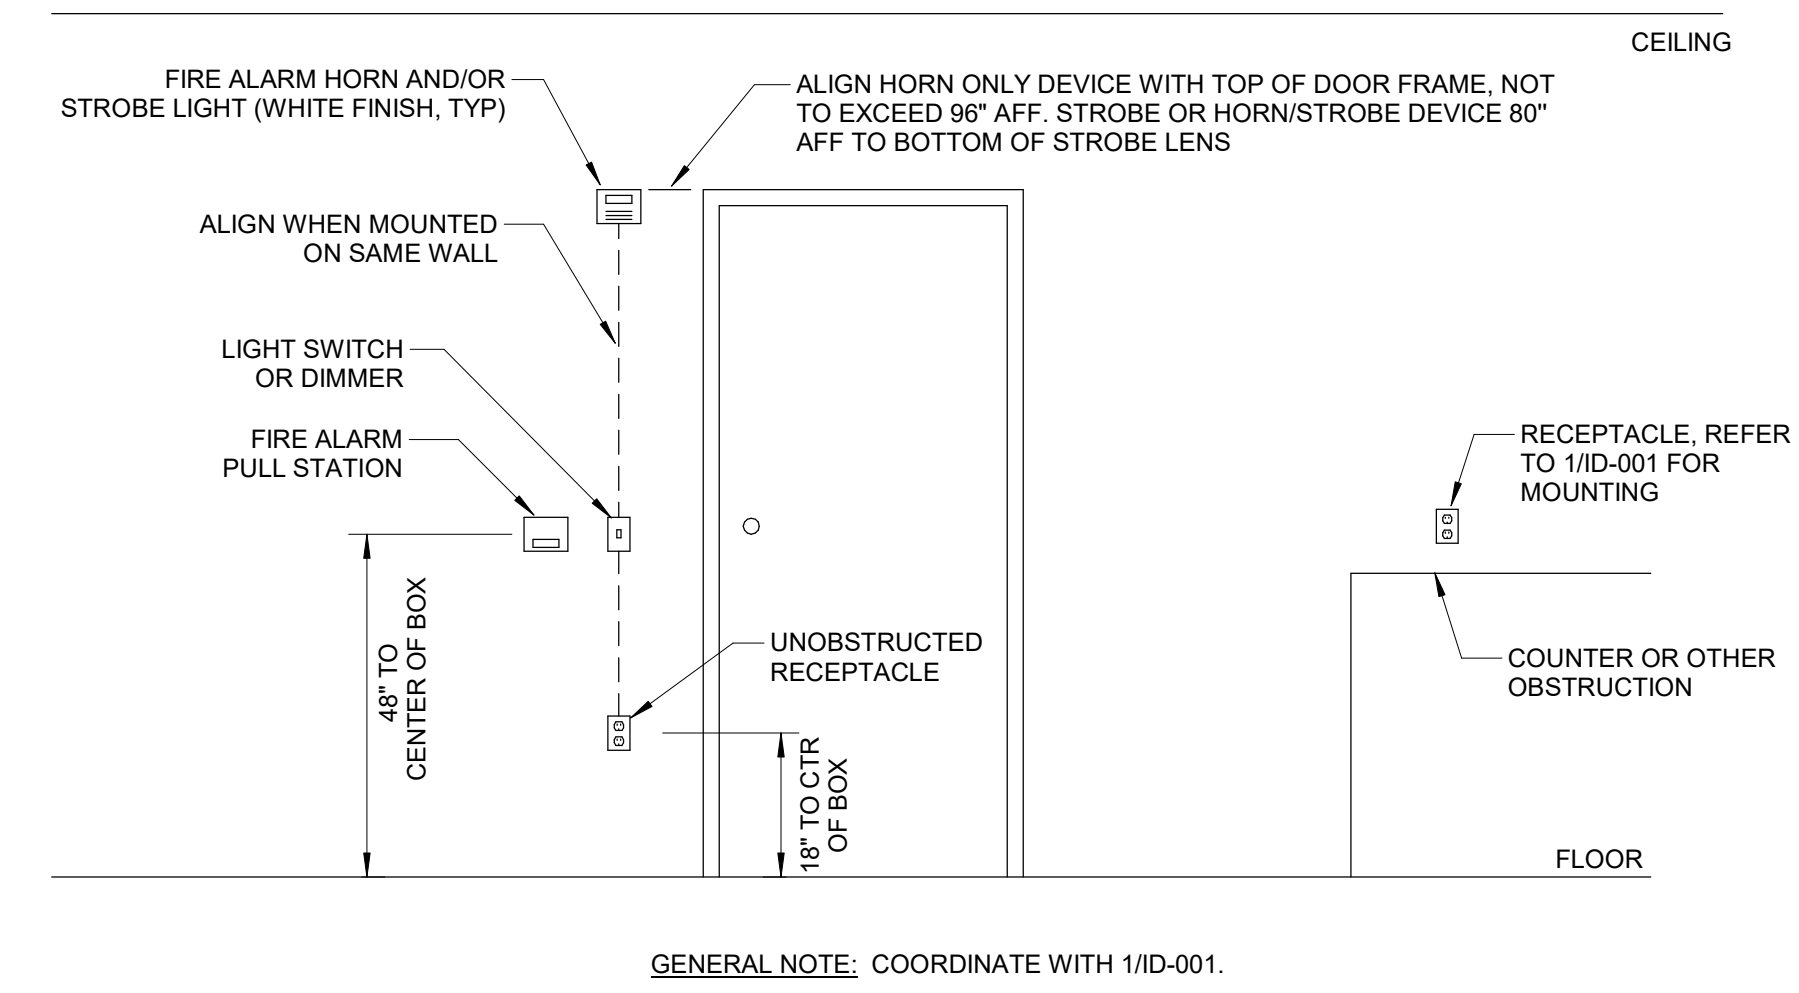 CEILING
FIRE ALARM HORN AND/OR
STROBE LIGHT (WHITE FINISH, TYP)
ALIGN HORN ONLY DEVICE WITH TOP OF DOOR FRAME, NOT
TO EXCEED 96" AFF. STROBE OR HORN/STROBE DEVICE 80"
AFF TO BOTTOM OF STROBE LENS
ALIGN WHEN MOUNTED
ON SAME WALL
LIGHT SWITCH
OR DIMMER
FIRE ALARM
PULL STATION
RECEPTACLE, REFER
TO 1/ID-001 FOR
MOUNTING
48" TO
CENTER OF BOX
UNOBSTRUCTED
RECEPTACLE
COUNTER OR OTHER
OBSTRUCTION
18" TO CTR
OF BOX
FLOOR
GENERAL NOTE: COORDINATE WITH 1/ID-001.